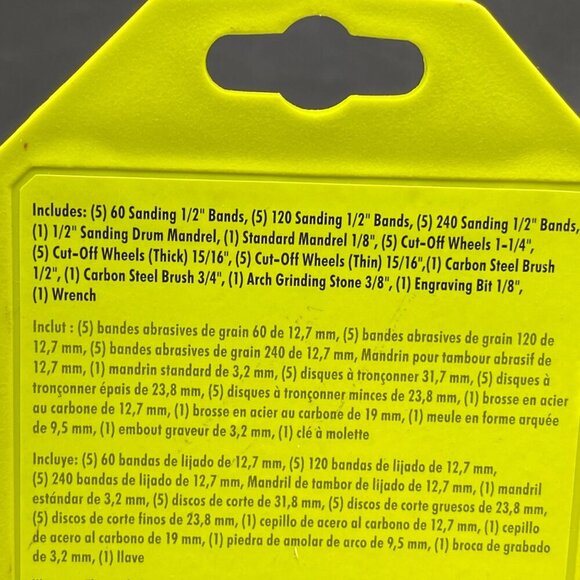 Includes: (5) 60 Sanding 1/2" Bands, (5) 120 Sanding 1/2" Bands, (5) 240 Sanding 1/2" Bands,
(1) 1/2" Sanding Drum Mandrel, (1) Standard Mandrel 1/8", (5) Cut-Off Wheels 1-1/4",
(5) Cut-Off Wheels (Thick) 15/16", (5) Cut-Off Wheels (Thin) 15/16",(1) Carbon Steel Brush
1/2", (1) Carbon Steel Brush 3/4", (1) Arch Grinding Stone 3/8", (1) Engraving Bit 1/8",
(1) Wrench
Inclut : (5) bandes abrasives de grain 60 de 12,7 mm, (5) bandes abrasives de grain 120 de
12,7 mm, (5) bandes abrasives de grain 240 de 12,7 mm, Mandrin pour tambour abrasif de
12,7 mm, (1) mandrin standard de 3,2 mm, (5) disques à tronçonner 31,7 mm, (5) disques à
tronçonner épais de 23,8 mm, (5) disques à tronçonner minces de 23,8 mm, (1) brosse en acier
au carbone de 12,7 mm, (1) brosse en acier au carbone de 19 mm, (1) meule en forme arquée
de 9,5 mm, (1) embout graveur de 3,2 mm, (1) clé à molette
Incluye: (5) 60 bandas de lijado de 12,7 mm, (5) 120 bandas de lijado de 12,7 mm,
(5) 240 bandas de lijado de 12,7 mm, Mandril de tambor de lijado de 12,7 mm, (1) mandril
estándar de 3,2 mm, (5) discos de corte de 31,8 mm, (5) discos de corte gruesos de 23,8 mm,
(5) discos de corte finos de 23,8 mm, (1) cepillo de acero al carbono de 12,7 mm, (1) cepillo
de acero al carbono de 19 mm, (1) piedra de amolar de arco de 9,5 mm, (1) broca de grabado
de 3,2 mm, (1) llave